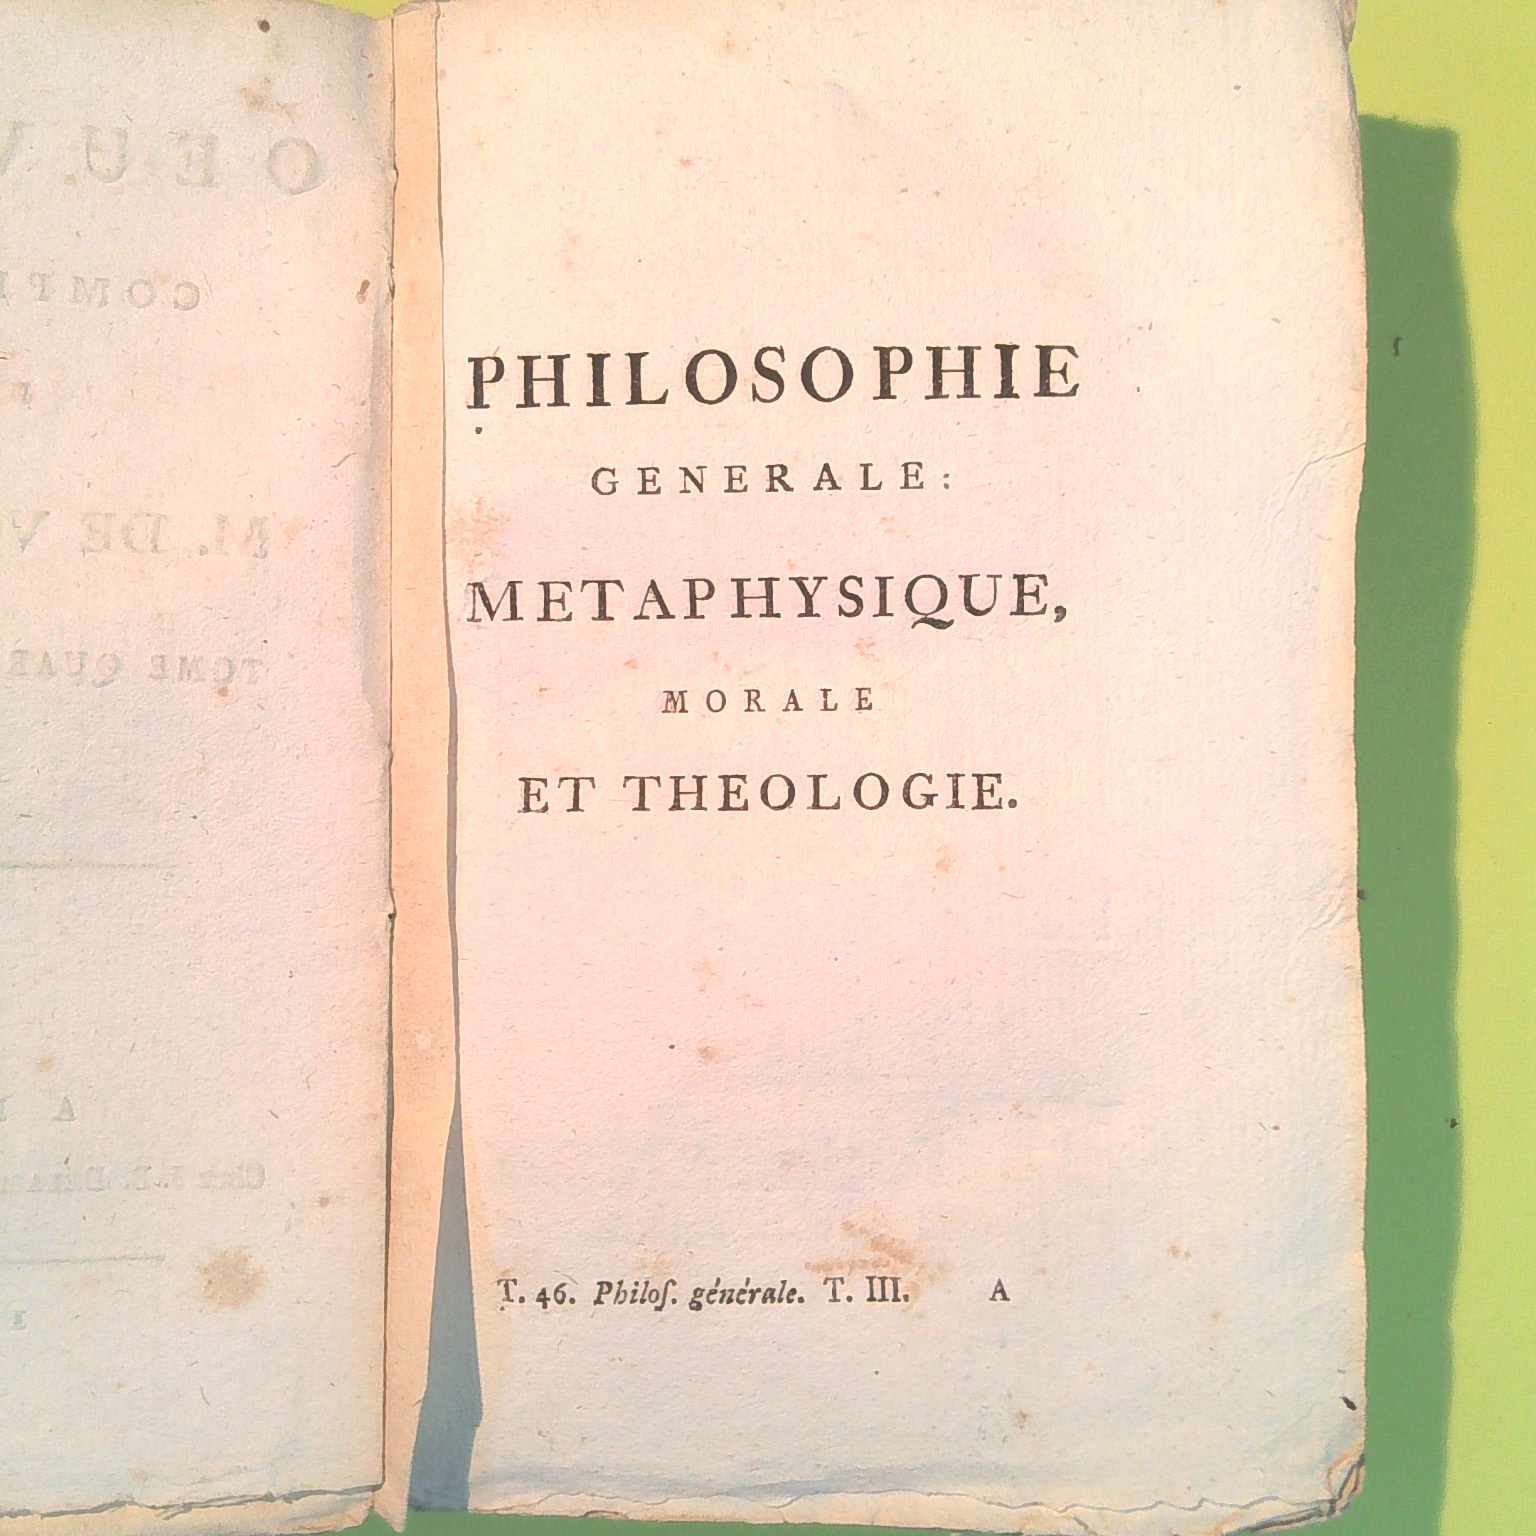 PHILOSOPHIE
GENERALE:
METAPHYSIQUE,
MORALE
ET THEOLOGIE.
T. 46. Philoſ. générale. T. III. A